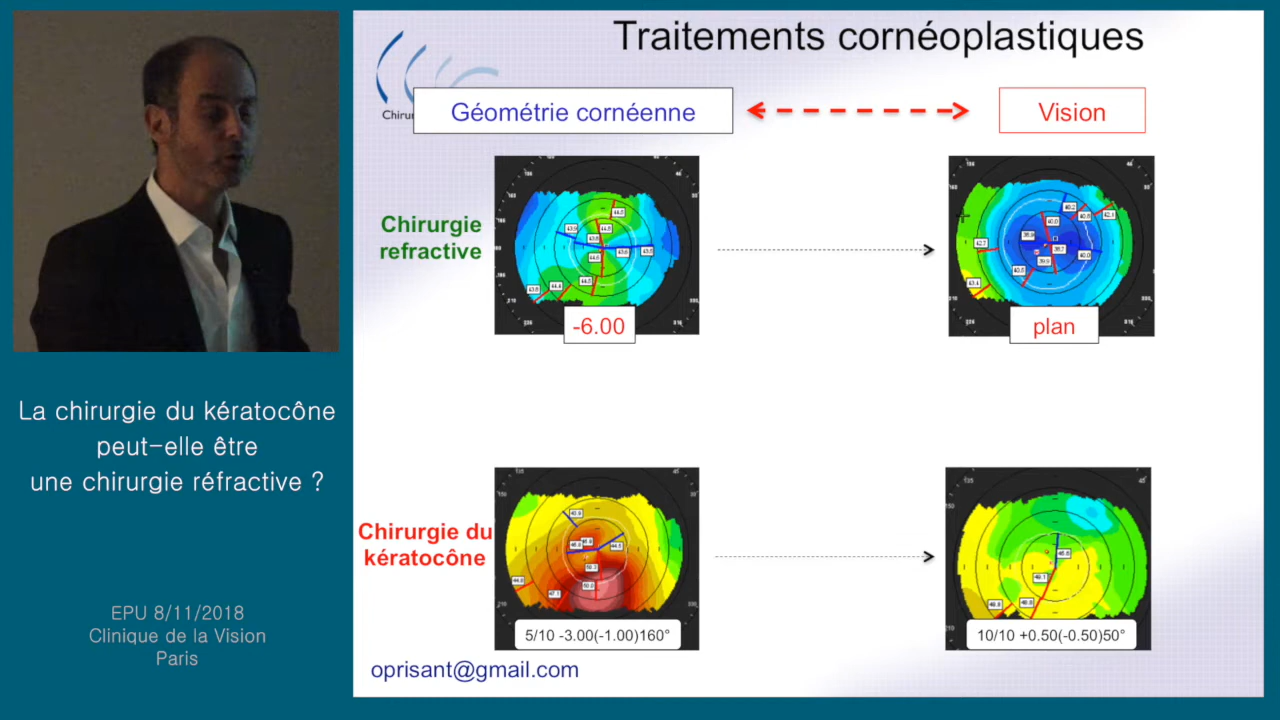 Traitements cornéoplastiques
Chirur
Géométrie cornéenne
Vision
Chirurgie
refractive
-6.00
plan
Chirurgie du
kératocône
5/10 -3.00(-1.00)160°
10/10 +0.50(-0.50)50°
oprisant@gmail.com
La chirurgie du kératocône
peut-elle être
une chirurgie réfractive ?
EPU 8/11/2018
Clinique de la Vision
Paris